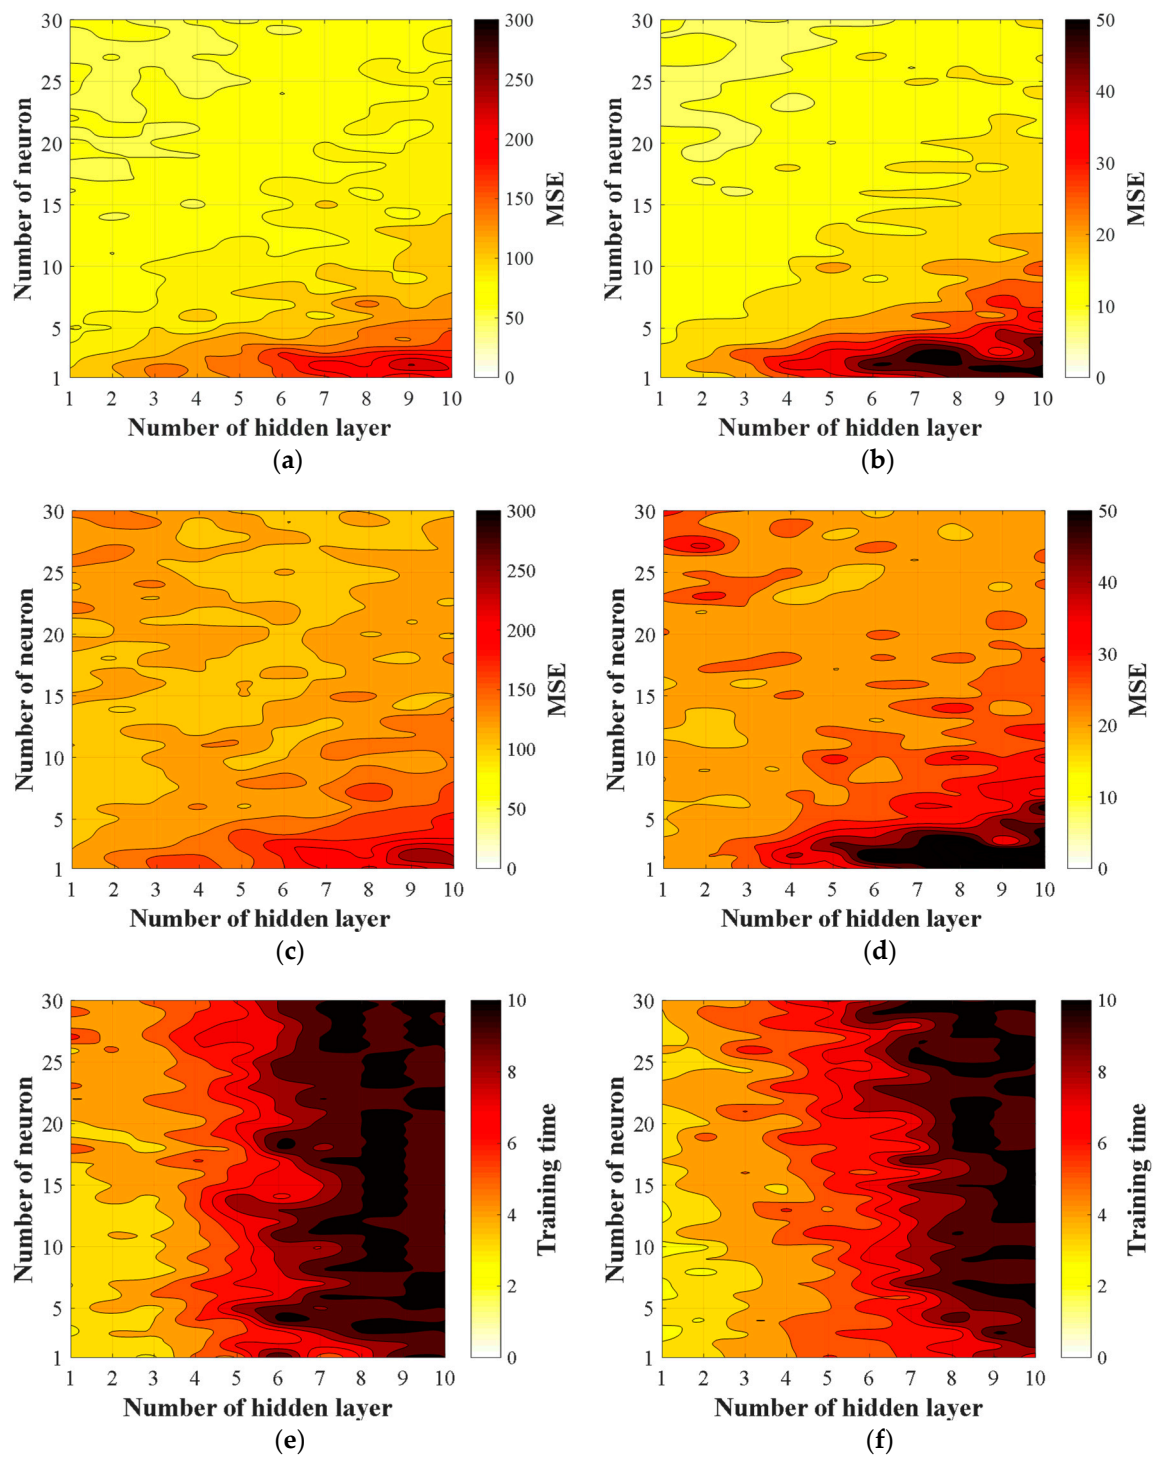 30
25
20
15
10
5
1
Number of neuron
1 2 3 4 5 6 7 8 9 10
Number of hidden layer
300
250
200
150
100
50
0
MSE
(a)
30
25
20
15
10
5
1
Number of neuron
1 2 3 4 5 6 7 8 9 10
Number of hidden layer
50
40
30
20
10
0
MSE
(b)
30
25
20
15
10
5
1
Number of neuron
1 2 3 4 5 6 7 8 9 10
Number of hidden layer
300
250
200
150
100
50
0
MSE
(c)
30
25
20
15
10
5
1
Number of neuron
1 2 3 4 5 6 7 8 9 10
Number of hidden layer
50
40
30
20
10
0
MSE
(d)
30
25
20
15
10
5
1
Number of neuron
1 2 3 4 5 6 7 8 9 10
Number of hidden layer
10
8
6
4
2
0
Training time
(e)
30
25
20
15
10
5
1
Number of neuron
1 2 3 4 5 6 7 8 9 10
Number of hidden layer
10
8
6
4
2
0
Training time
(f)